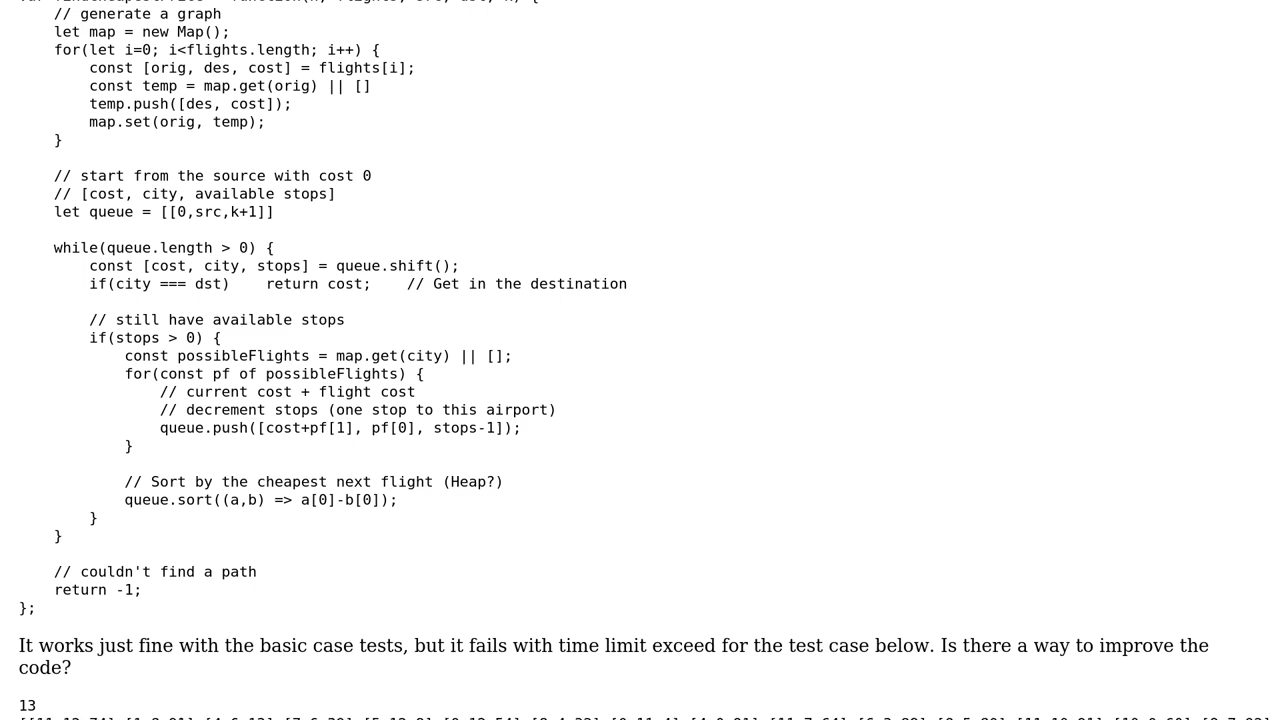 // generate a graph
let map = new Map();
for(let i=0; i<flights.length; i++) {
const [orig, des, cost] = flights[i];
const temp = map.get(orig) || []
temp.push([des, cost]);
map.set(orig, temp);
}
// start from the source with cost 0
// [cost, city, available stops]
let queue = [[0,src,k+1]]
while(queue.length > 0) {
const [cost, city, stops] = queue.shift();
if(city === dst)    return cost;    // Get in the destination
// still have available stops
if(stops > 0) {
const possibleFlights = map.get(city) || [];
for(const pf of possibleFlights) {
// current cost + flight cost
// decrement stops (one stop to this airport)
queue.push([cost+pf[1], pf[0], stops-1]);
}
// Sort by the cheapest next flight (Heap?)
queue.sort((a,b) => a[0]-b[0]);
}
}
// couldn't find a path
return -1;
};
It works just fine with the basic case tests, but it fails with time limit exceed for the test case below. Is there a way to improve the
code?
13